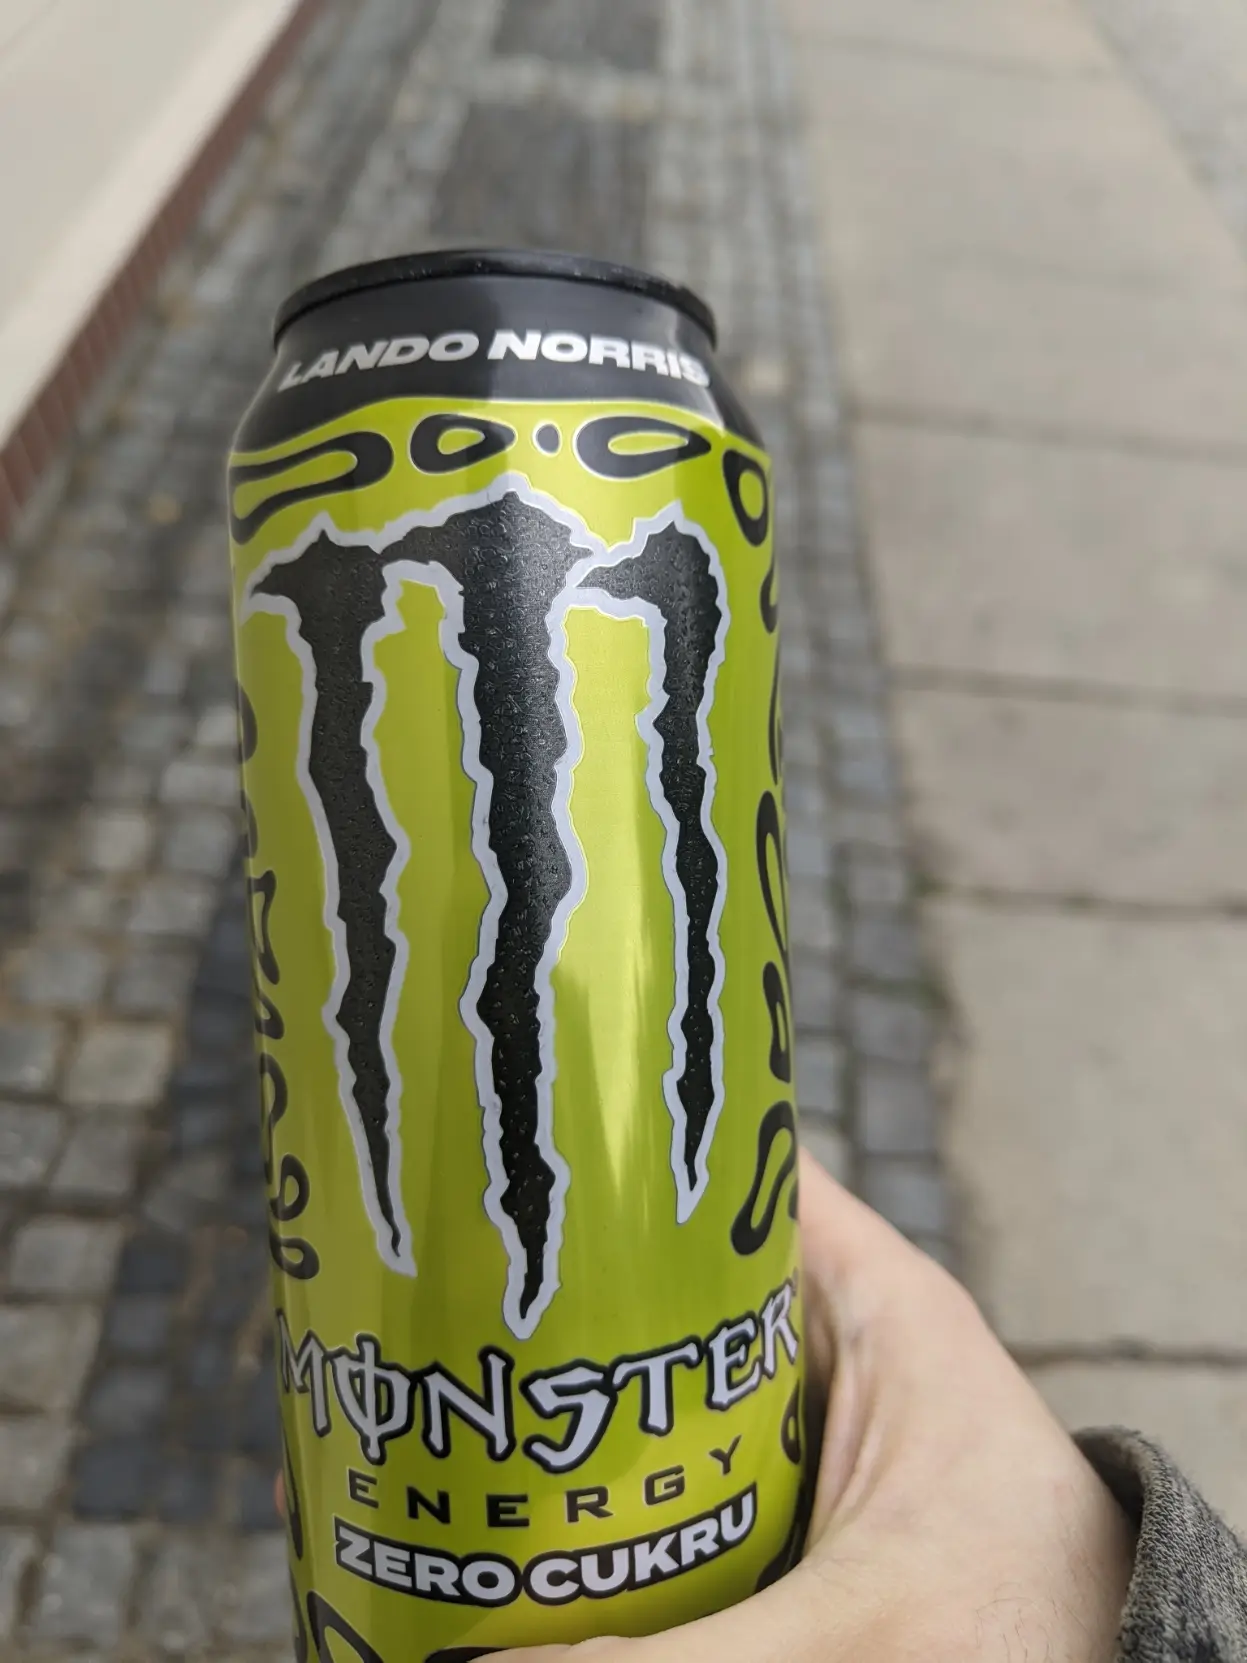 LANDO NORRIS
MONSTER
ENERGY
ZERO CUKRU